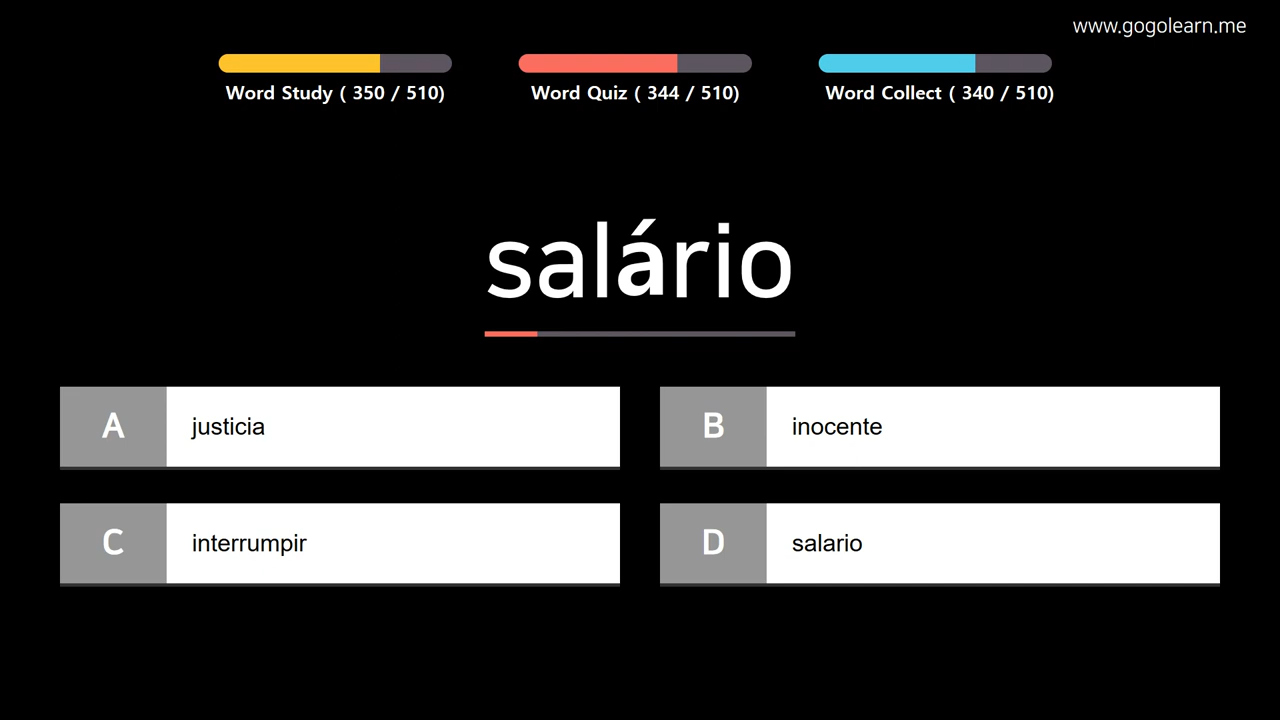 www.gogolearn.me
Word Study ( 350 / 510)
Word Quiz ( 344 / 510)
Word Collect ( 340 / 510)
salário
A justicia
B inocente
C interrumpir
D salario